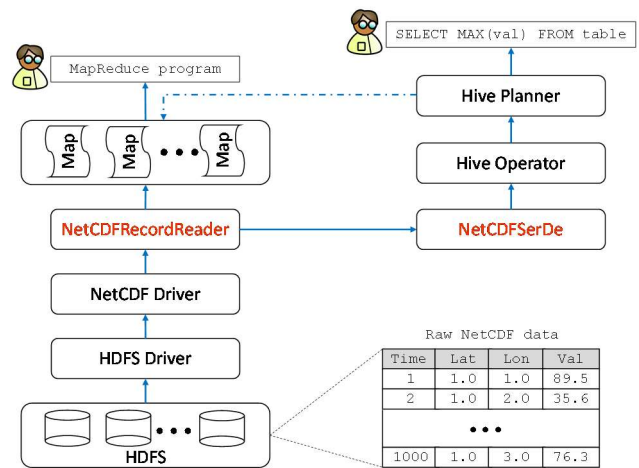 SELECT MAX(val) FROM table
MapReduce program
Hive Planner
Map Map ••• Map
Hive Operator
NetCDFRecordReader
NetCDFSerDe
NetCDF Driver
HDFS Driver
HDFS
Raw NetCDF data
Time Lat Lon Val
1 1.0 1.0 89.5
2 1.0 2.0 35.6
•••
1000 1.0 3.0 76.3